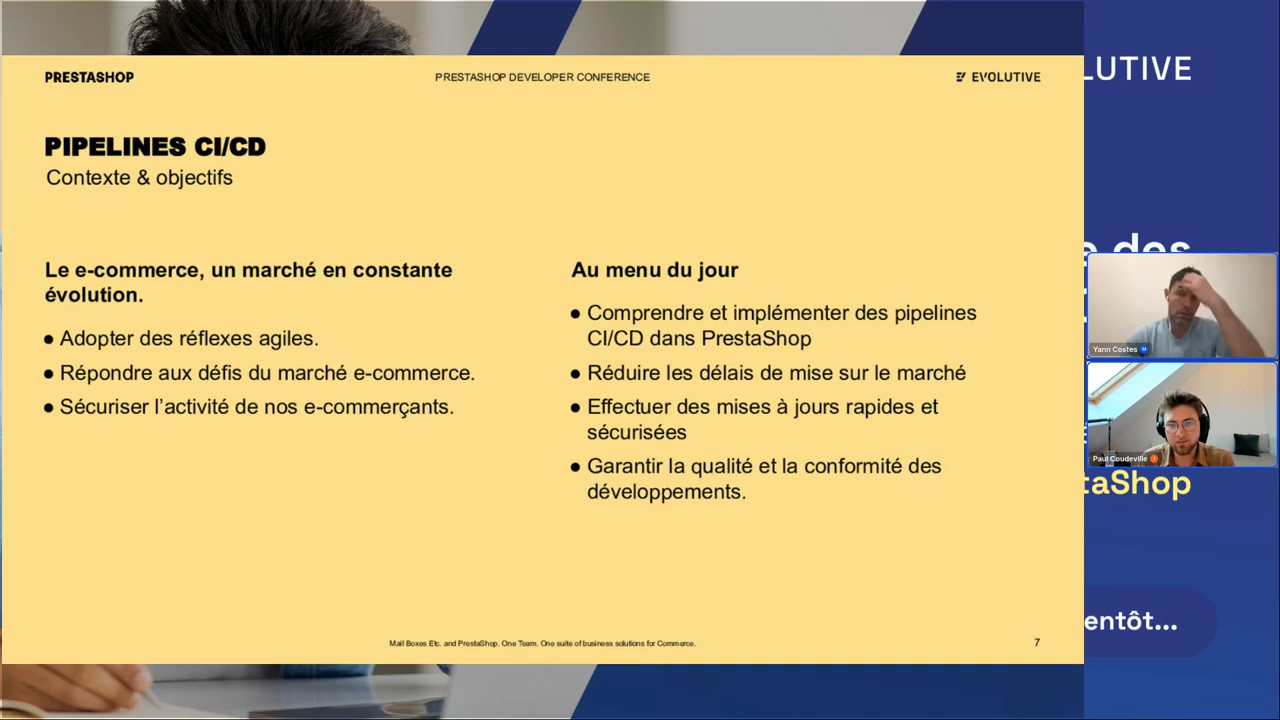 PRESTASHOP
PRESTASHOP DEVELOPER CONFERENCE
EVOLUTIVE
PIPELINES CI/CD
Contexte & objectifs
Le e-commerce, un marché en constante
évolution.
● Adopter des réflexes agiles.
● Répondre aux défis du marché e-commerce.
● Sécuriser l’activité de nos e-commerçants.
Au menu du jour
● Comprendre et implémenter des pipelines
CI/CD dans PrestaShop
● Réduire les délais de mise sur le marché
● Effectuer des mises à jours rapides et
sécurisées
● Garantir la qualité et la conformité des
développements.
Mail Boxes Etc. and PrestaShop. One Team. One suite of business solutions for Commerce.
7
LUTIVE
e des
Yann Costes
Paul Coudeville
taShop
entôt...